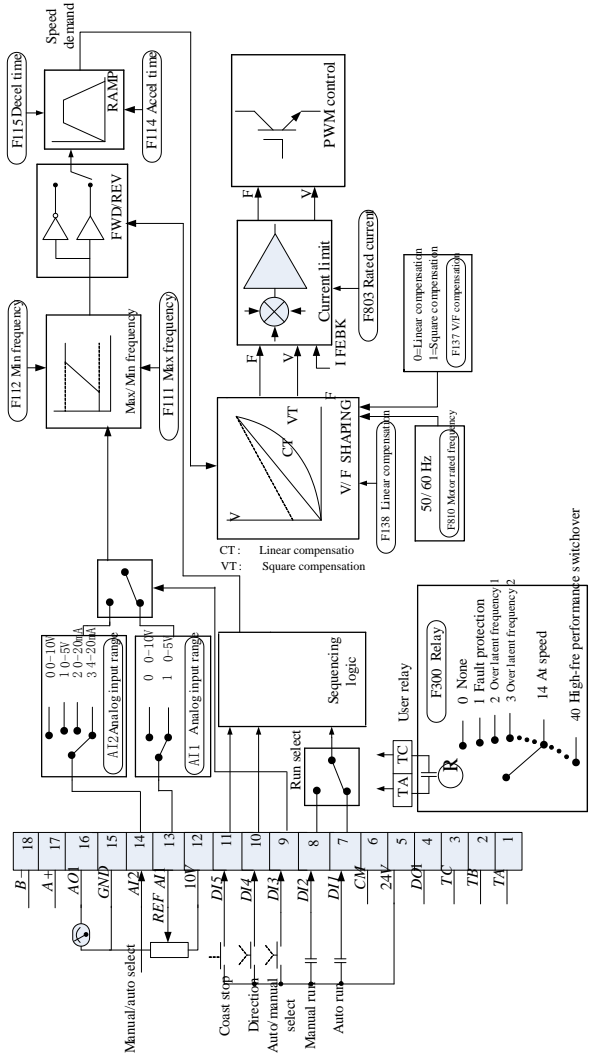 18
B-
17
A+
16
AO1
15
GND
14
AI2
13
REF AI1
12
10V
11
DI5
10
DI4
9
DI3
8
DI2
7
DI1
6
CM
5
24V
4
DO1
3
TC
2
TB
1
TA
Manual/auto select
Coast stop
Direction
Auto/manual
select
Manual run
Auto run
0 0-10V
1 0-5V
2 0-20mA
3 4-20mA
AI2Analog input range
0 0-10V
1 0-5V
AI1 Analog input range
Run select
Sequencing
logic
User relay
TA
TC
R
F300 Relay
0 None
1 Fault protection
2 Over latent frequency 1
3 Over latent frequency 2
14 At speed
40 High-fre performance switchover
F112 Min frequency
Max/Min frequency
F111 Max frequency
FWD/REV
F115Decel time
RAMP
F114 Accel time
Speed
demand
V
CT
VT
F
V/F SHAPING
CT: Linear compensatio
VT: Square compensation
F138 Linear compensation
50/60 Hz
F810 Motor rated frequency
0=Linear compensation
1=Square compensation
F137 V/F compensation
F
V
I FEBK
Current limit
F803 Rated current
F
V
PWM control